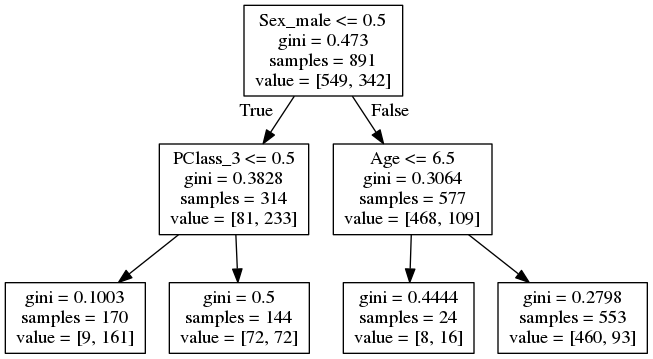 Sex_male <= 0.5
gini = 0.473
samples = 891
value = [549, 342]
True
False
PClass_3 <= 0.5
gini = 0.3828
samples = 314
value = [81, 233]
Age <= 6.5
gini = 0.3064
samples = 577
value = [468, 109]
gini = 0.1003
samples = 170
value = [9, 161]
gini = 0.5
samples = 144
value = [72, 72]
gini = 0.4444
samples = 24
value = [8, 16]
gini = 0.2798
samples = 553
value = [460, 93]